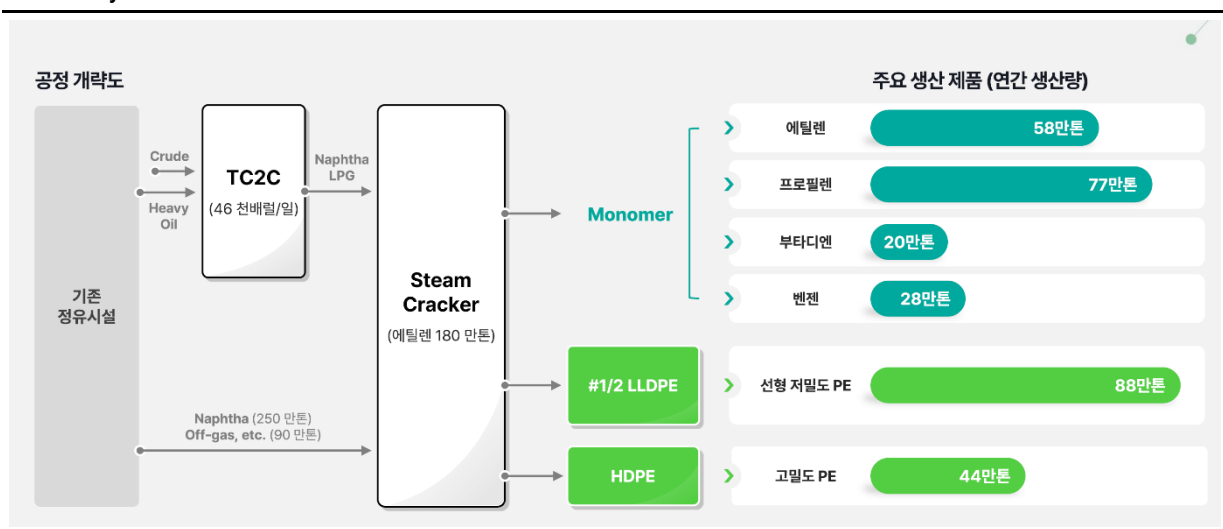 공정 개략도
주요 생산 제품 (연간 생산량)
기존
정유시설
Crude
Heavy
Oil
TC2C
(46 천배럴/일)
Naphtha
LPG
Naphtha (250 만톤)
Off-gas, etc. (90 만톤)
Steam
Cracker
(에틸렌 180 만톤)
Monomer
에틸렌 58만톤
프로필렌 77만톤
부타디엔 20만톤
벤젠 28만톤
#1/2 LLDPE
선형 저밀도 PE 88만톤
HDPE
고밀도 PE 44만톤